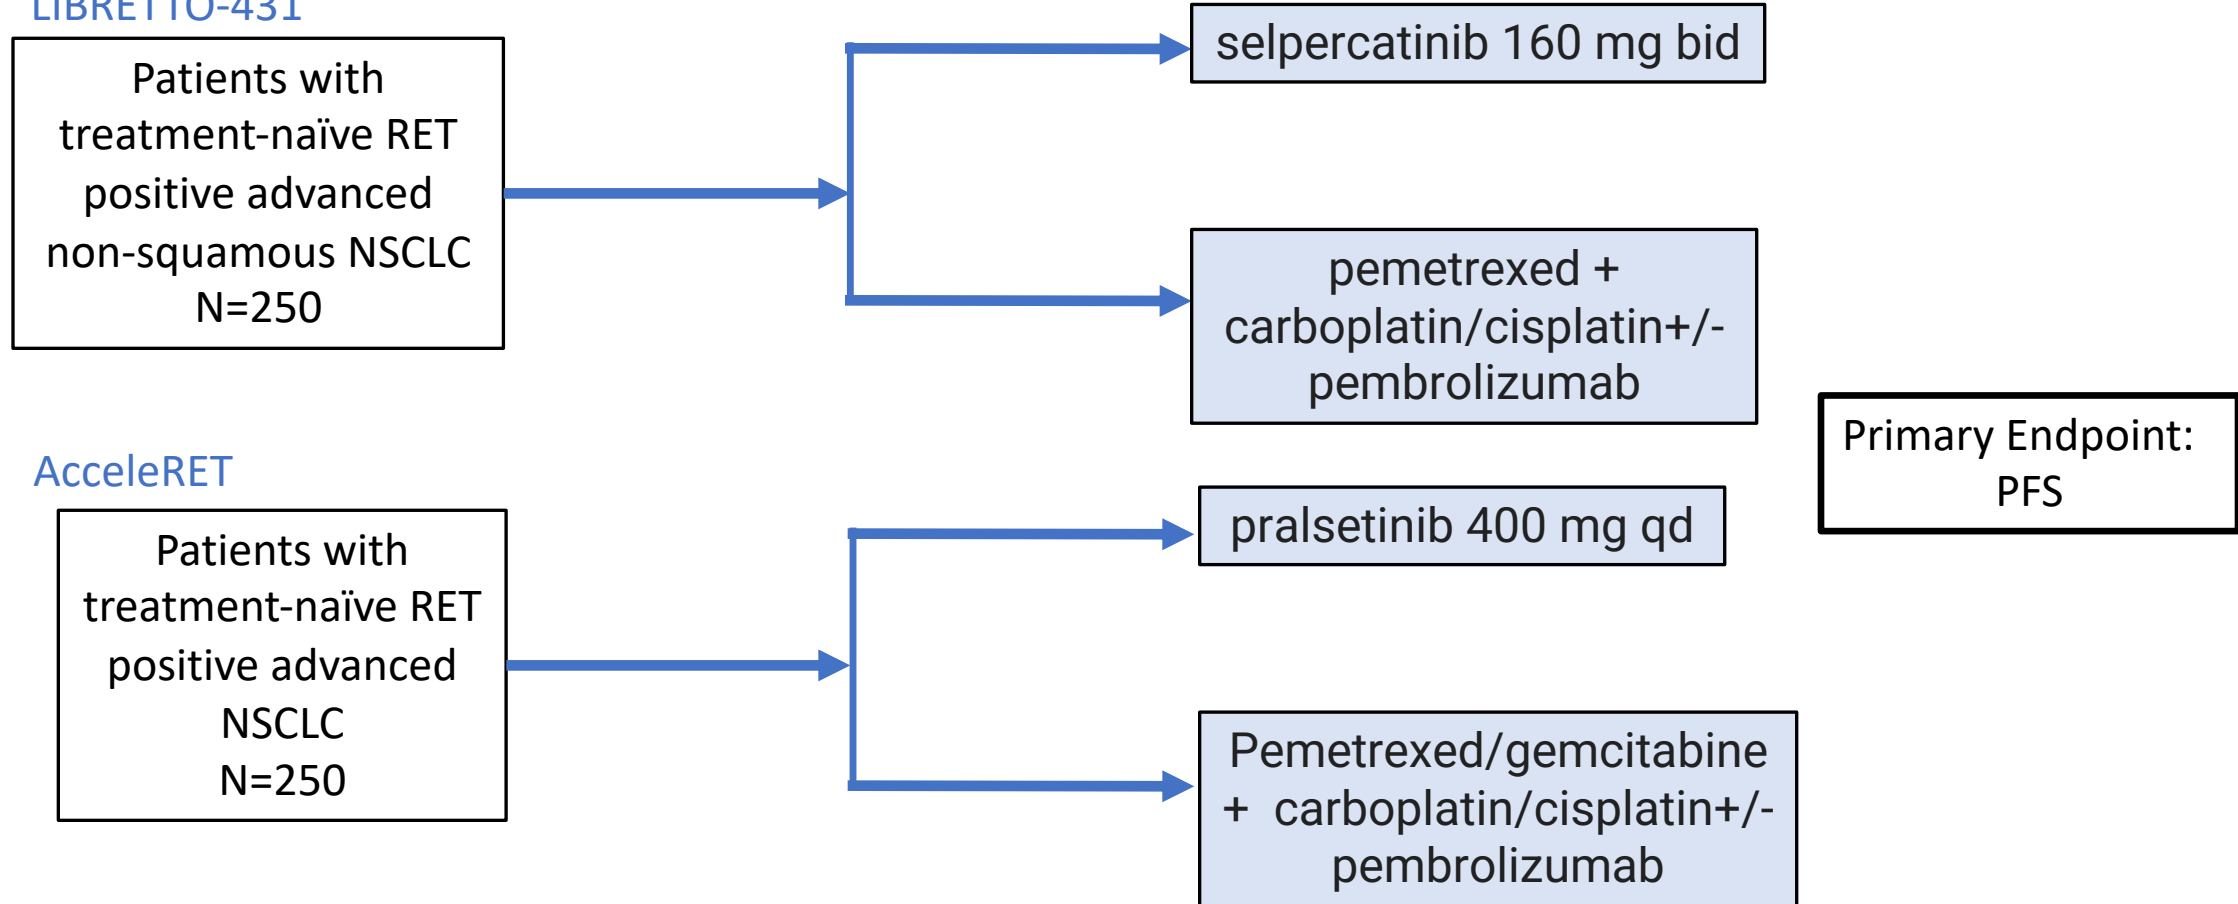 LIBRETTO-431
Patients with
treatment-naïve RET
positive advanced
non-squamous NSCLC
N=250
selpercatinib 160 mg bid
pemetrexed +
carboplatin/cisplatin+/-
pembrolizumab
Primary Endpoint:
PFS
AcceleRET
Patients with
treatment-naïve RET
positive advanced
NSCLC
N=250
pralsetinib 400 mg qd
Pemetrexed/gemcitabine
+ carboplatin/cisplatin+/-
pembrolizumab